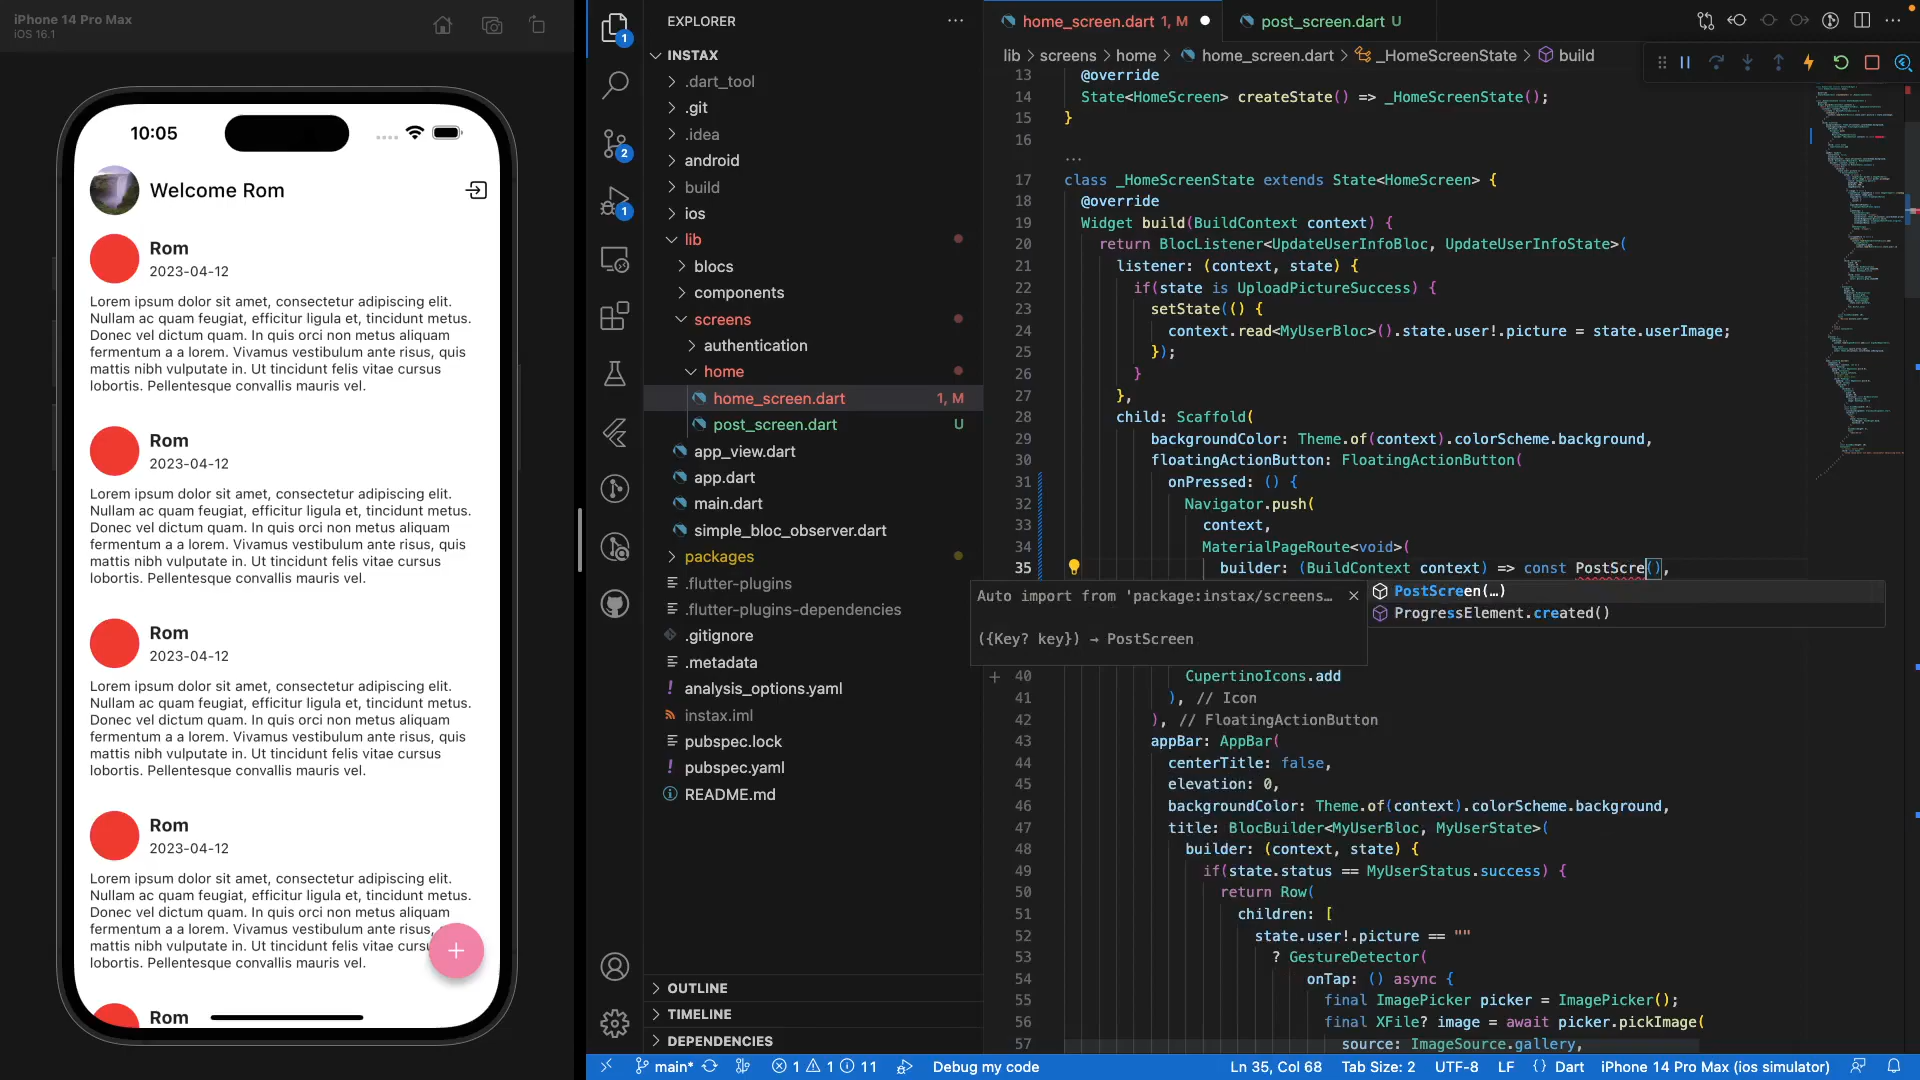 iPhone 14 Pro Max
iOS 16.1
10:05
Welcome Rom
Rom
2023-04-12
Lorem ipsum dolor sit amet, consectetur adipiscing elit.
Nullam ac quam feugiat, efficitur ligula et, tincidunt metus.
Donec vel dictum quam. In quis orci non metus aliquam
fermentum a a lorem. Vivamus vestibulum ante risus, quis
mattis nibh vulputate in. Ut tincidunt felis vitae cursus
lobortis. Pellentesque convallis mauris vel.
Rom
2023-04-12
Lorem ipsum dolor sit amet, consectetur adipiscing elit.
Nullam ac quam feugiat, efficitur ligula et, tincidunt metus.
Donec vel dictum quam. In quis orci non metus aliquam
fermentum a a lorem. Vivamus vestibulum ante risus, quis
mattis nibh vulputate in. Ut tincidunt felis vitae cursus
lobortis. Pellentesque convallis mauris vel.
Rom
2023-04-12
Lorem ipsum dolor sit amet, consectetur adipiscing elit.
Nullam ac quam feugiat, efficitur ligula et, tincidunt metus.
Donec vel dictum quam. In quis orci non metus aliquam
fermentum a a lorem. Vivamus vestibulum ante risus, quis
mattis nibh vulputate in. Ut tincidunt felis vitae cursus
lobortis. Pellentesque convallis mauris vel.
Rom
2023-04-12
Lorem ipsum dolor sit amet, consectetur adipiscing elit.
Nullam ac quam feugiat, efficitur ligula et, tincidunt metus.
Donec vel dictum quam. In quis orci non metus aliquam
fermentum a a lorem. Vivamus vestibulum ante risus,
mattis nibh vulputate in. Ut tincidunt felis vitae cursu
lobortis. Pellentesque convallis mauris vel.
Rom
1
2
1
EXPLORER
INSTAX
.dart_tool
.git
.idea
android
build
ios
lib
blocs
components
screens
authentication
home
home_screen.dart 1, M
post_screen.dart U
app_view.dart
app.dart
main.dart
simple_bloc_observer.dart
packages
.flutter-plugins
.flutter-plugins-dependencies
.gitignore
.metadata
analysis_options.yaml
instax.iml
pubspec.lock
pubspec.yaml
README.md
OUTLINE
TIMELINE
DEPENDENCIES
home_screen.dart 1, M
post_screen.dart U
lib > screens > home > home_screen.dart > _HomeScreenState > build
13 @override
14 State<HomeScreen> createState() => _HomeScreenState();
15 }
16
...
17 class _HomeScreenState extends State<HomeScreen> {
18 @override
19 Widget build(BuildContext context) {
20 return BlocListener<UpdateUserInfoBloc, UpdateUserInfoState>(
21 listener: (context, state) {
22 if(state is UploadPictureSuccess) {
23 setState(() {
24 context.read<MyUserBloc>().state.user!.picture = state.userImage;
25 });
26 }
27 },
28 child: Scaffold(
29 backgroundColor: Theme.of(context).colorScheme.background,
30 floatingActionButton: FloatingActionButton(
31 onPressed: () {
32 Navigator.push(
33 context,
34 MaterialPageRoute<void>(
35 builder: (BuildContext context) => const PostScre(),
Auto import from 'package:instax/screens…
({Key? key}) → PostScreen
PostScreen(…)
ProgressElement.created()
40 CupertinoIcons.add
41 ), // Icon
42 ), // FloatingActionButton
43 appBar: AppBar(
44 centerTitle: false,
45 elevation: 0,
46 backgroundColor: Theme.of(context).colorScheme.background,
47 title: BlocBuilder<MyUserBloc, MyUserState>(
48 builder: (context, state) {
49 if(state.status == MyUserStatus.success) {
50 return Row(
51 children: [
52 state.user!.picture == ""
53 ? GestureDetector(
54 onTap: () async {
55 final ImagePicker picker = ImagePicker();
56 final XFile? image = await picker.pickImage(
57 source: ImageSource.gallery,
main* 1 1 11 Debug my code Ln 35, Col 68 Tab Size: 2 UTF-8 LF {} Dart iPhone 14 Pro Max (ios simulator)